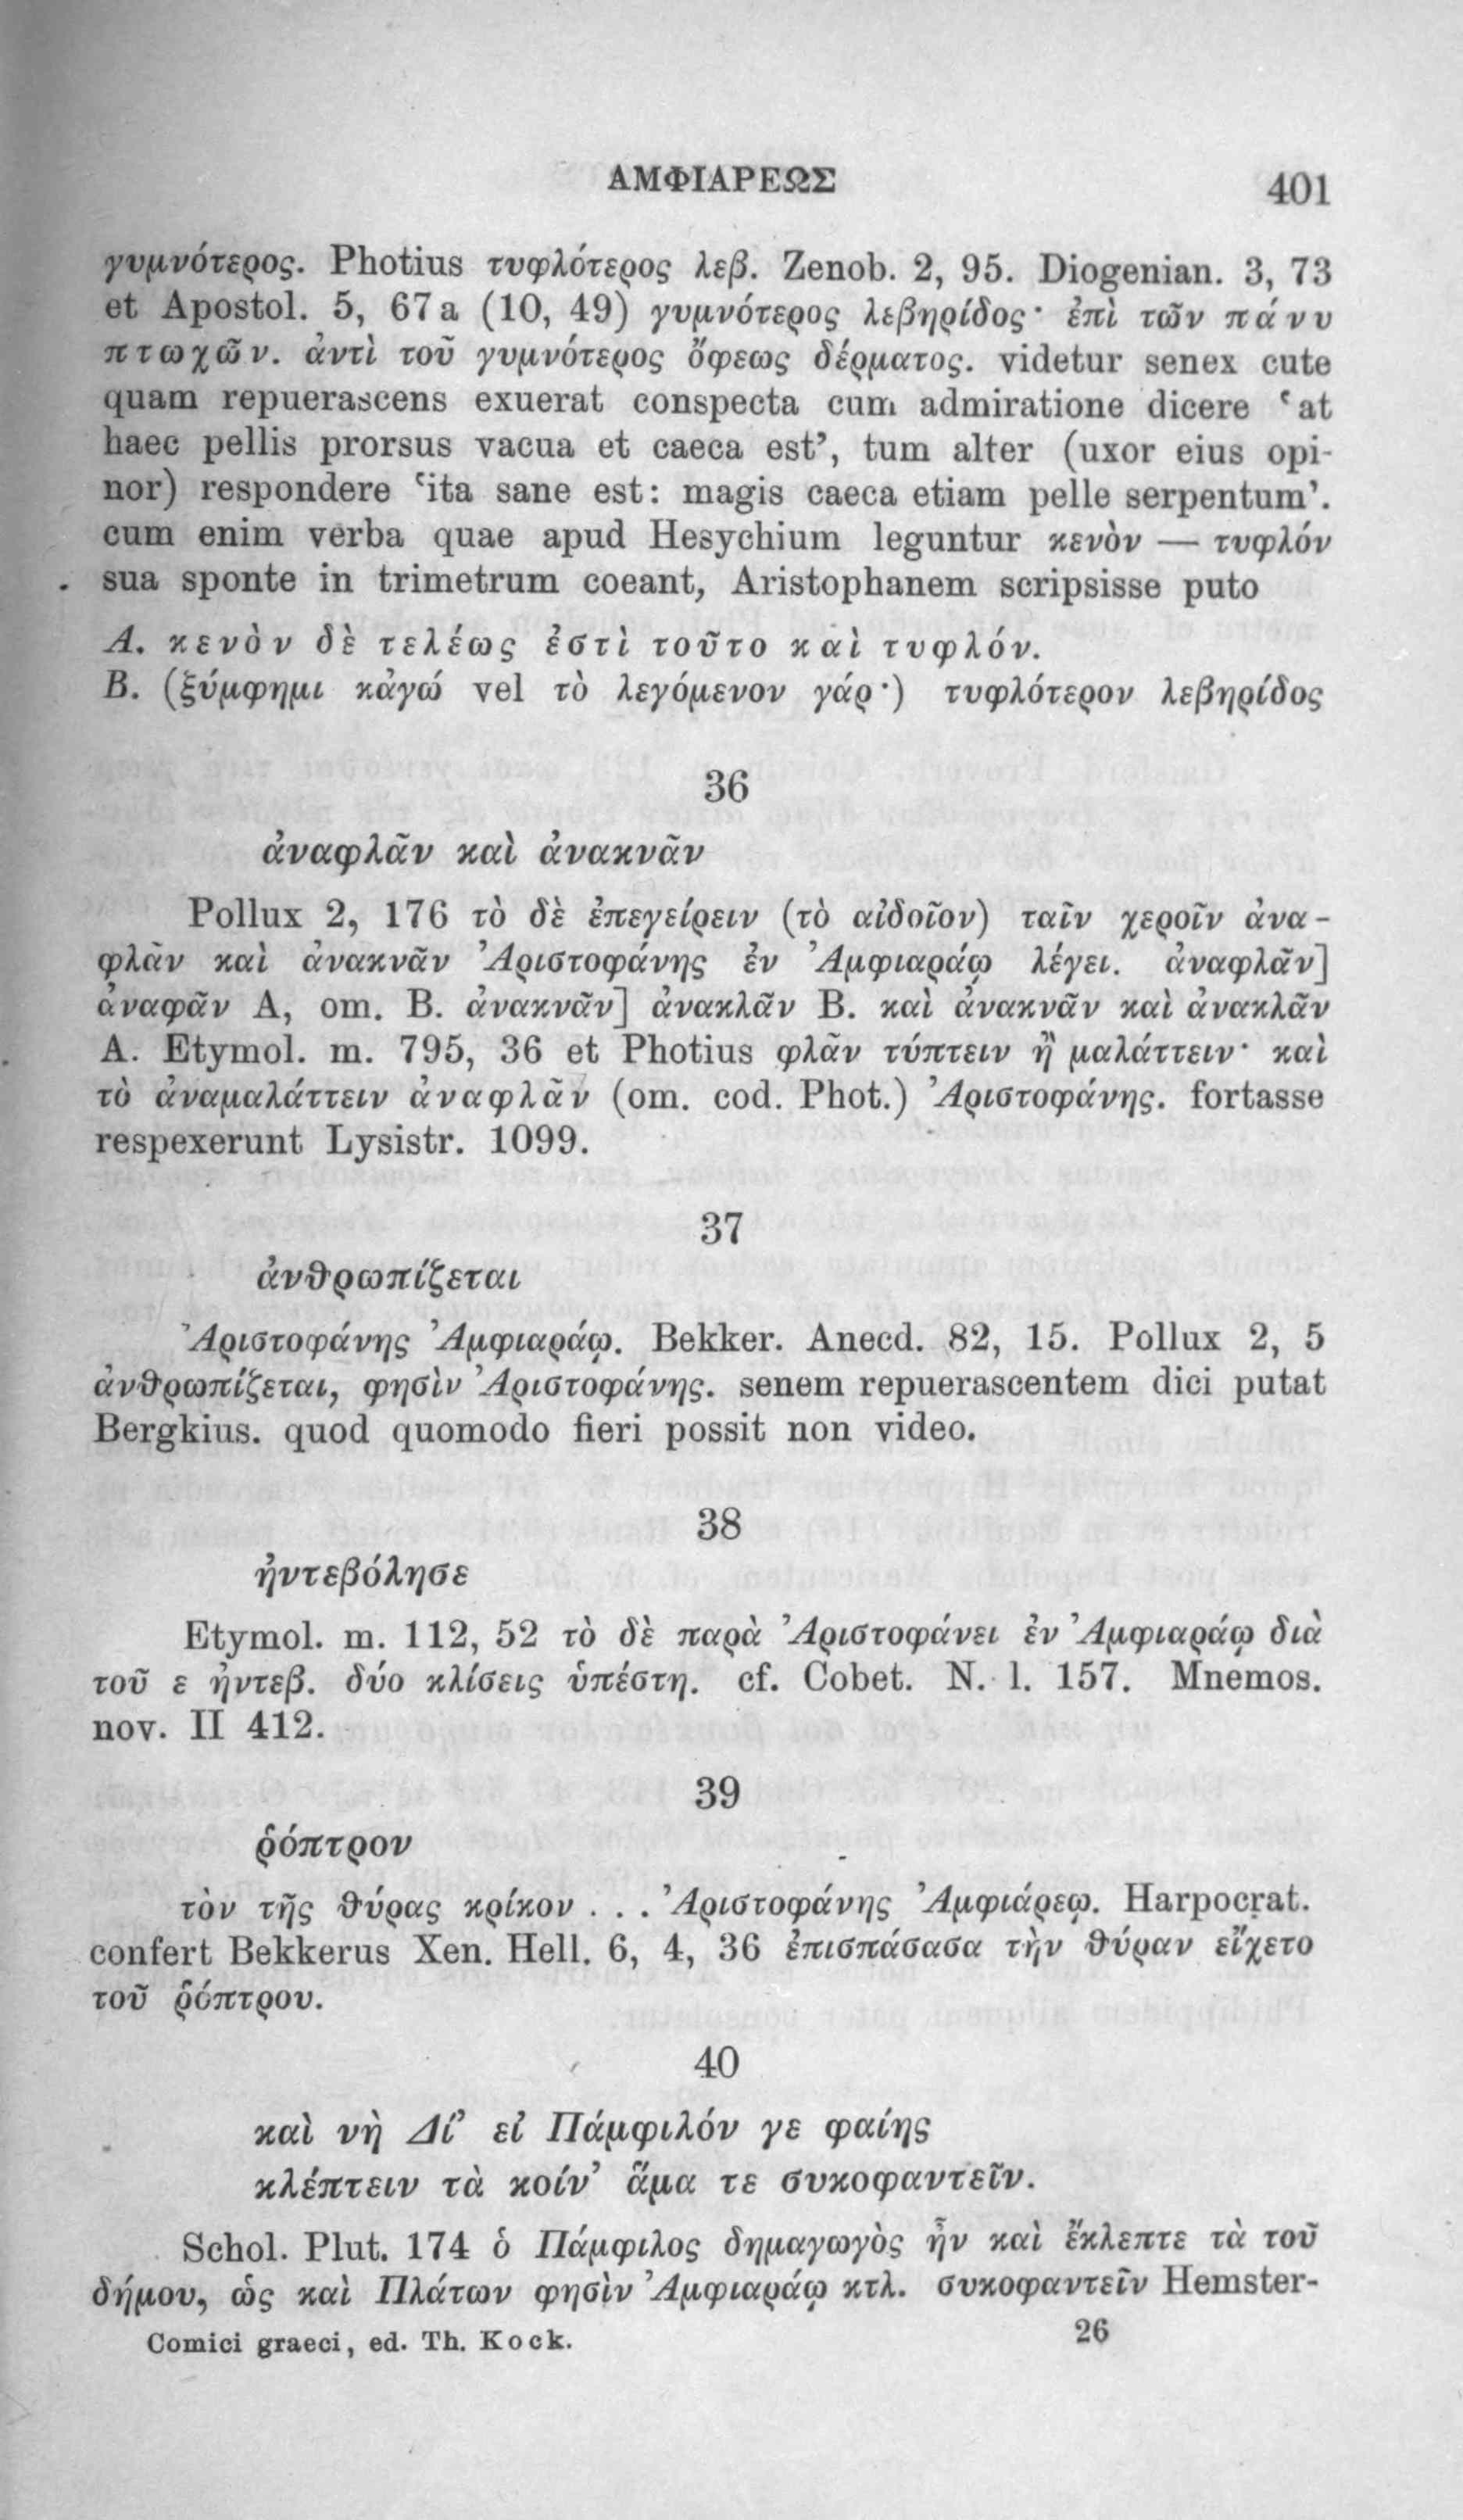 ΑΜΦΙΑΡΕΩΣ 401
γυμνότερος. Photius τυφλότερος λεβ. Zenob. 2, 95. Diogenian. 3, 73
et Apostol. 5, 67a (10, 49) γυμνότερος λεβηρίδος· ἐπὶ τῶν πάνυ
πτωχῶν. ἀντὶ τοῦ γυμνότερος ὄφεως δέρματος. videtur senex cute
quam repuerascens exuerat conspecta cum admiratione dicere ‘at
haec pellis prorsus vacua et caeca est’, tum alter (uxor eius opi-
nor) respondere ‘ita sane est: magis caeca etiam pelle serpentum’.
cum enim verba quae apud Hesychium leguntur κενὸν — τυφλόν
sua sponte in trimetrum coeant, Aristophanem scripsisse puto
Α. κενὸν δὲ τελέως ἐστὶ τοῦτο καὶ τυφλόν.
Β. (ξύμφημι κἀγώ vel τὸ λεγόμενον γάρ·) τυφλότερον λεβηρίδος
36
ἀναφλᾶν καὶ ἀνακνᾶν
Pollux 2, 176 τὸ δὲ ἐπεγείρειν (τὸ αἰδοῖον) ταῖν χεροῖν ἀνα-
φλᾶν καὶ ἀνακνᾶν Ἀριστοφάνης ἐν Ἀμφιαράῳ λέγει. ἀναφλᾶν]
ἀναφᾶν A, om. B. ἀνακνᾶν] ἀνακλᾶν B. καὶ ἀνακνᾶν καὶ ἀνακλᾶν
A. Etymol. m. 795, 36 et Photius φλᾶν τύπτειν ἢ μαλάττειν· καὶ
τὸ ἀναμαλάττειν ἀναφλᾶν (om. cod. Phot.) Ἀριστοφάνης. fortasse
respexerunt Lysistr. 1099.
37
ἀνθρωπίζεται
Ἀριστοφάνης Ἀμφιαράῳ. Bekker. Anecd. 82, 15. Pollux 2, 5
ἀνθρωπίζεται, φησὶν Ἀριστοφάνης. senem repuerascentem dici putat
Bergkius. quod quomodo fieri possit non video.
38
ἠντεβόλησε
Etymol. m. 112, 52 τὸ δὲ παρὰ Ἀριστοφάνει ἐν Ἀμφιαράῳ διὰ
τοῦ ε ἠντεβ. δύο κλίσεις ὑπέστη. cf. Cobet. N. l. 157. Mnemos.
nov. II 412.
39
ῥόπτρον
τὸν τῆς θύρας κρίκον . . . Ἀριστοφάνης Ἀμφιάρεῳ. Harpocrat.
confert Bekkerus Xen. Hell. 6, 4, 36 ἐπισπάσασα τὴν θύραν εἴχετο
τοῦ ῥόπτρου.
40
καὶ νὴ Δί’ εἰ Πάμφιλόν γε φαίης
κλέπτειν τὰ κοίν’ ἅμα τε συκοφαντεῖν.
Schol. Plut. 174 ὁ Πάμφιλος δημαγωγὸς ἦν καὶ ἔκλεπτε τὰ τοῦ
δήμου, ὡς καὶ Πλάτων φησὶν Ἀμφιαράῳ κτλ. συκοφαντεῖν Hemster-
Comici graeci, ed. Th. Kock. 26